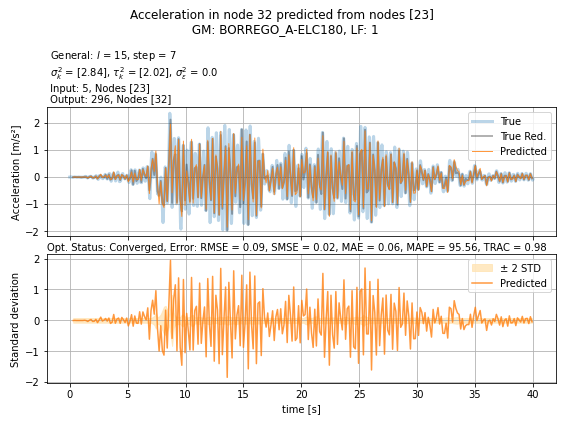 Acceleration in node 32 predicted from nodes [23]
GM: BORREGO_A-ELC180, LF: 1
General: l = 15, step = 7
σ²ₖ = [2.84], τ²ₖ = [2.02], σ²ε = 0.0
Input: 5, Nodes [23]
Output: 296, Nodes [32]
Acceleration [m/s²]
2
1
0
−1
−2
True
True Red.
Predicted
Opt. Status: Converged, Error: RMSE = 0.09, SMSE = 0.02, MAE = 0.06, MAPE = 95.56, TRAC = 0.98
Standard deviation
2
1
0
−1
−2
± 2 STD
Predicted
0 5 10 15 20 25 30 35 40
time [s]